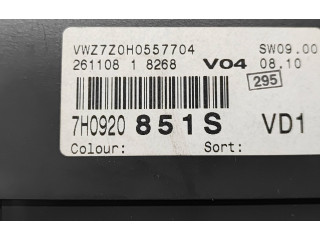 VWZ7Z0H0557704 SW09.00
261108 1 8268 V04 08.10
295
7H0920 851S VD1
Colour: Sort: